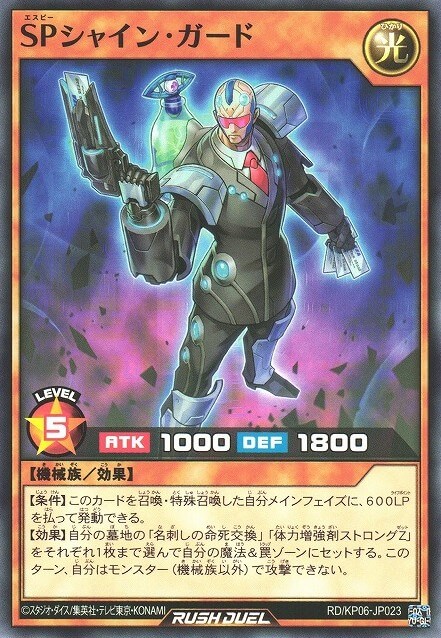 エスピー
SPシャイン・ガード
ひかり
光
LEVEL
5
ATK 1000 DEF 1800
【機械族／効果】
【条件】このカードを召喚・特殊召喚した自分メインフェイズに、600LP
を払って発動できる。
【効果】自分の墓地の「名刺しの命死交換」「体力増強剤ストロングZ」
をそれぞれ1枚まで選んで自分の魔法&罠ゾーンにセットする。この
ターン、自分はモンスター（機械族以外）で攻撃できない。
©スタジオ・ダイス/集英社・テレビ東京・KONAMI
RUSH DUEL
RD/KP06-JP023